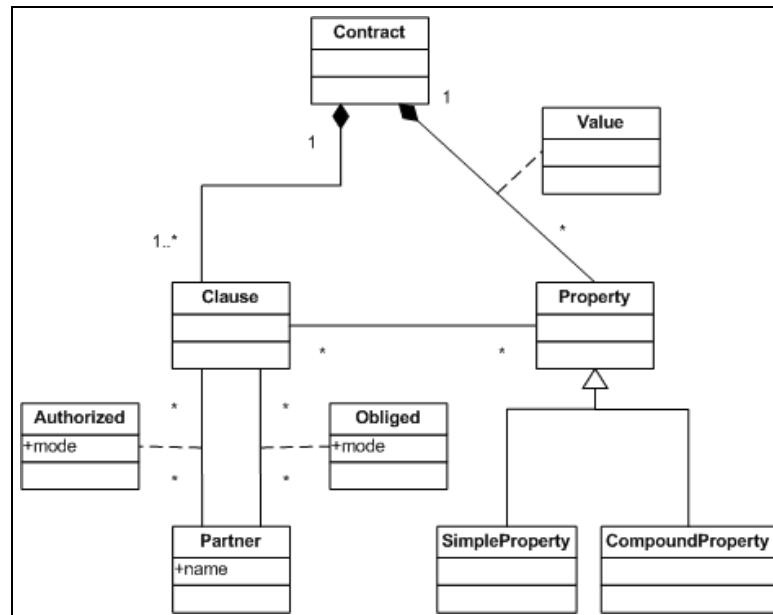 Contract
1
1
Value
*
1..*
Clause
Property
*
*
Authorized
+mode
*
*
Obliged
+mode
*
*
Partner
+name
SimpleProperty
CompoundProperty